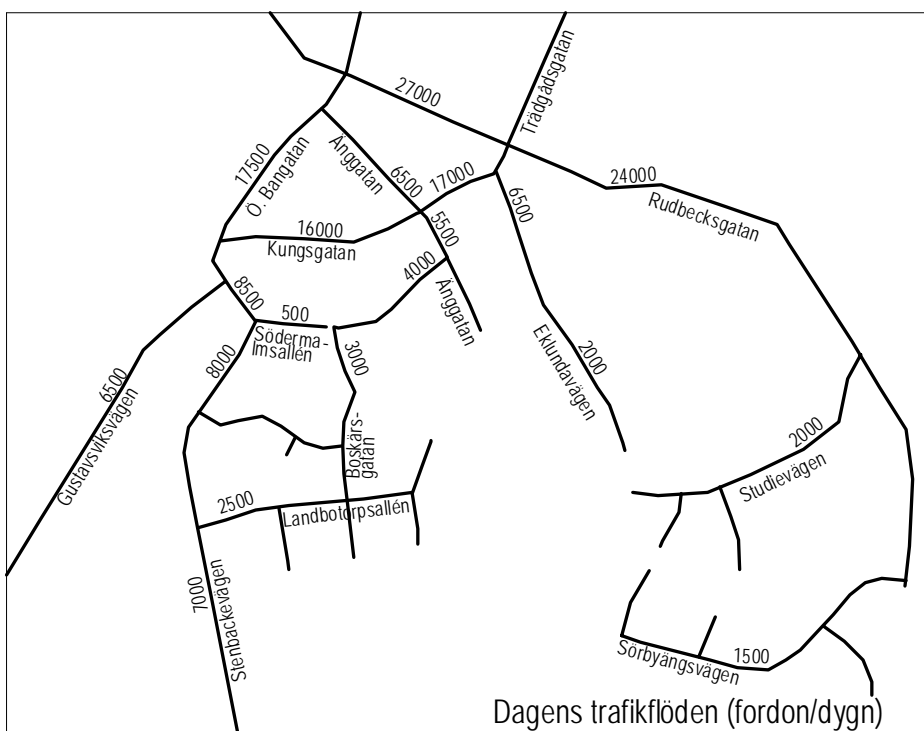 27000
Trädgådsgatan
17500
Ö. Bangatan
Änggatan
6500
17000
6500
24000
Rudbecksgatan
16000
Kungsgatan
5500
4000
Änggatan
8500
500
Söderma-
lmsallén
3000
Eklundavägen
2000
8000
6500
Gustavsviksvägen
Boskärs-
gatan
2000
Studievägen
2500
Landbotorpsallén
7000
Stenbackevägen
Sörbyängsvägen
1500
Dagens trafikflöden (fordon/dygn)